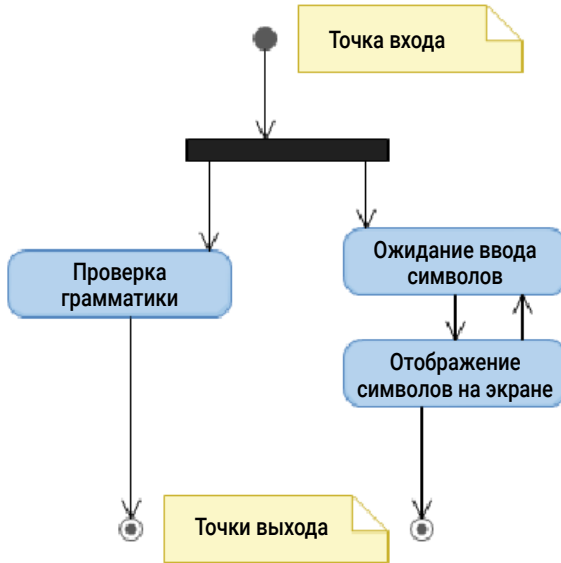 Точка входа
Проверка
грамматики
Ожидание ввода
символов
Отображение
символов на экране
Точки выхода